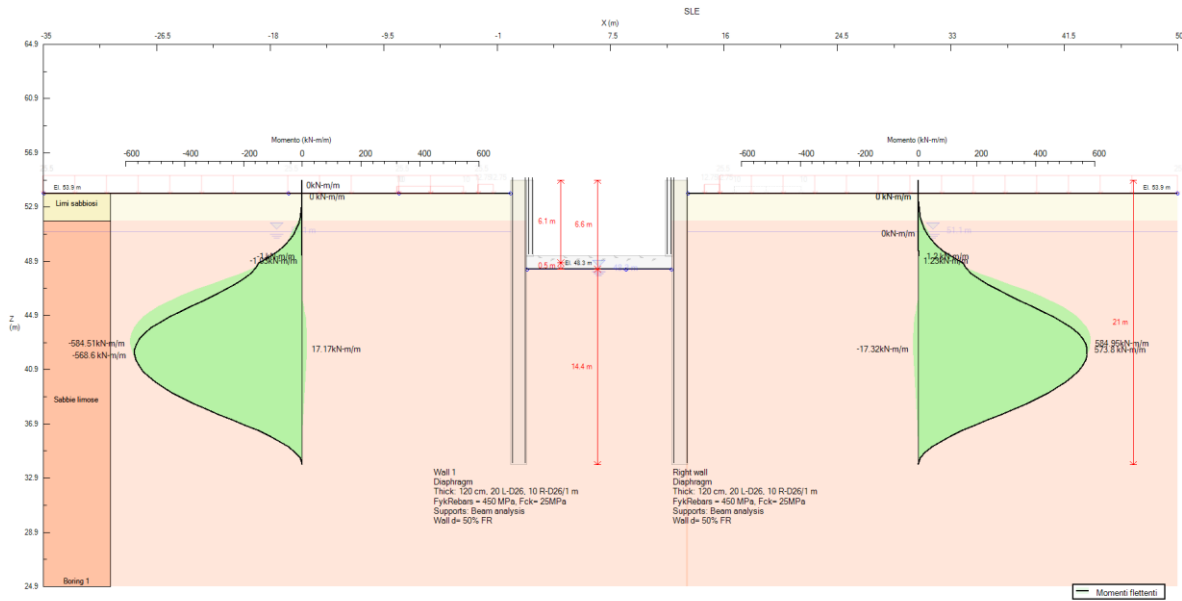 SLE
X (m)
-35 -26.5 -18 -9.5 -1 7.5 16 24.5 33 41.5 50
64.9
60.9
56.9
52.9
48.9
44.9
40.9
36.9
32.9
28.9
24.9
Z
(m)
Momento (kN-m/m)
-600 -400 -200 0 200 400 600
Momento (kN-m/m)
-600 -400 -200 0 200 400 600
El. 53.9 m
0kN-m/m
0 kN-m/m
Limi sabbiosi
-584.51kN-m/m
-568.6 kN-m/m
17.17kN-m/m
Sabbie limose
Boring 1
6.1 m
6.6 m
0.5 m
El. 48.3 m
14.4 m
El. 53.9 m
0 kN-m/m
0kN-m/m
1.2 kN-m/m
1.23kN-m/m
21 m
-17.32kN-m/m
584.95kN-m/m
573.8 kN-m/m
Wall 1
Diaphragm
Thick: 120 cm, 20 L-D26, 10 R-D26/1 m
FykRebars = 450 MPa, Fck= 25MPa
Supports: Beam analysis
Wall d= 50% FR
Right wall
Diaphragm
Thick: 120 cm, 20 L-D26, 10 R-D26/1 m
FykRebars = 450 MPa, Fck= 25MPa
Supports: Beam analysis
Wall d= 50% FR
Momenti flettenti